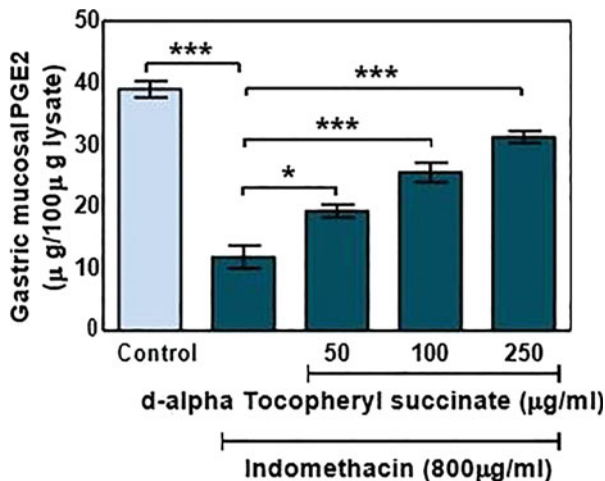 Gastric mucosal PGE2
(µ g/100µ g lysate)
50
40
30
20
10
0
***
***
***
*
Control
50
100
250
d-alpha Tocopheryl succinate (µg/ml)
Indomethacin (800µg/ml)